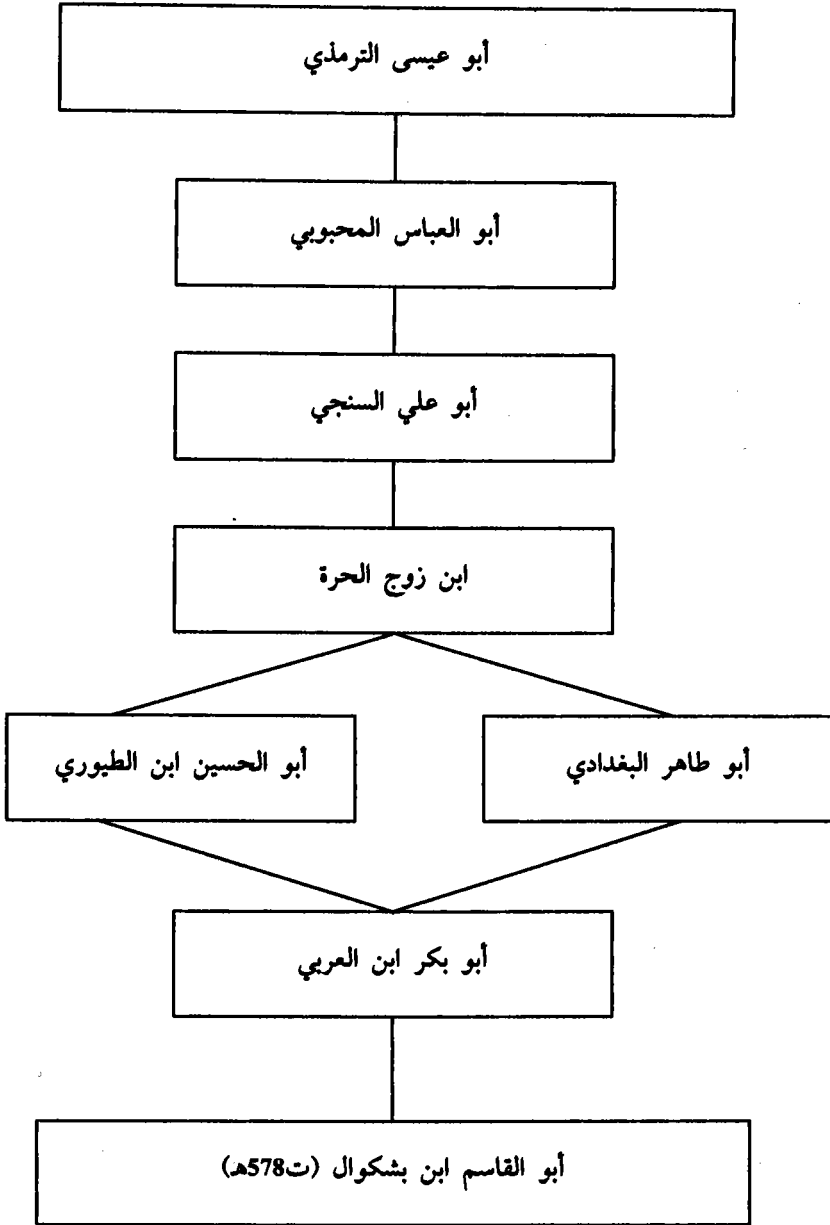 أبو عيسى الترمذي
أبو العباس المحبوبي
أبو علي السنجي
ابن زوج الحرة
أبو طاهر البغدادي
أبو الحسين ابن الطيوري
أبو بكر ابن العربي
أبو القاسم ابن بشكوال (ت578هـ)